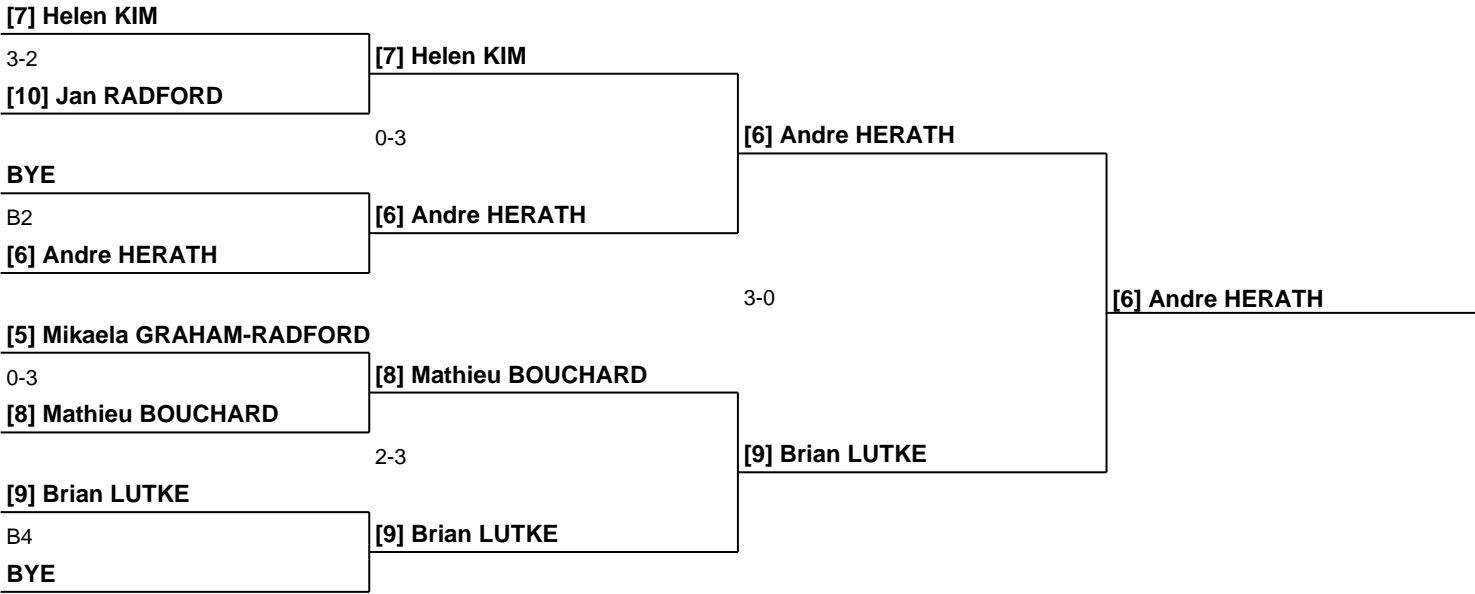 [7] Helen KIM
3-2
[10] Jan RADFORD
BYE
B2
[6] Andre HERATH
[5] Mikaela GRAHAM-RADFORD
0-3
[8] Mathieu BOUCHARD
[9] Brian LUTKE
B4
BYE
[7] Helen KIM
0-3
[6] Andre HERATH
[8] Mathieu BOUCHARD
2-3
[9] Brian LUTKE
[6] Andre HERATH
3-0
[9] Brian LUTKE
[6] Andre HERATH